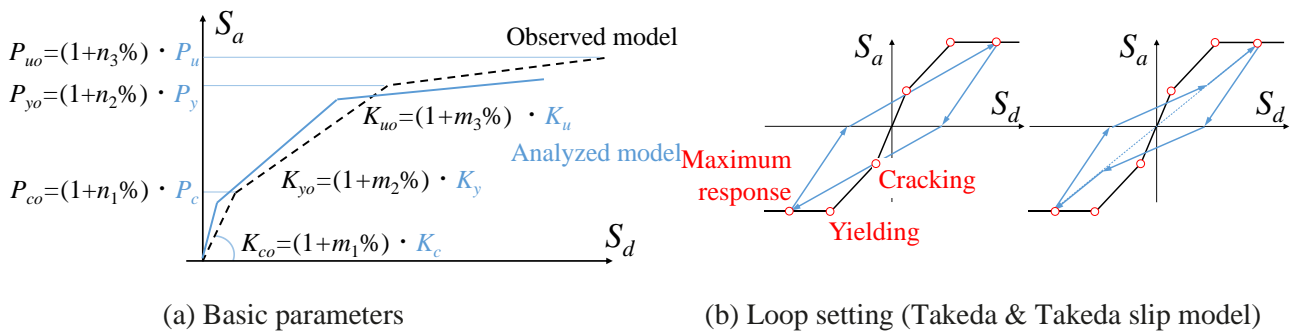 S_a
P_uo=(1+n_3%)・P_u
Observed model
P_yo=(1+n_2%)・P_y
K_uo=(1+m_3%)・K_u
Analyzed model
P_co=(1+n_1%)・P_c
K_yo=(1+m_2%)・K_y
K_co=(1+m_1%)・K_c
S_d
(a) Basic parameters
S_a
S_d
Maximum
response
Cracking
Yielding
S_a
S_d
(b) Loop setting (Takeda & Takeda slip model)